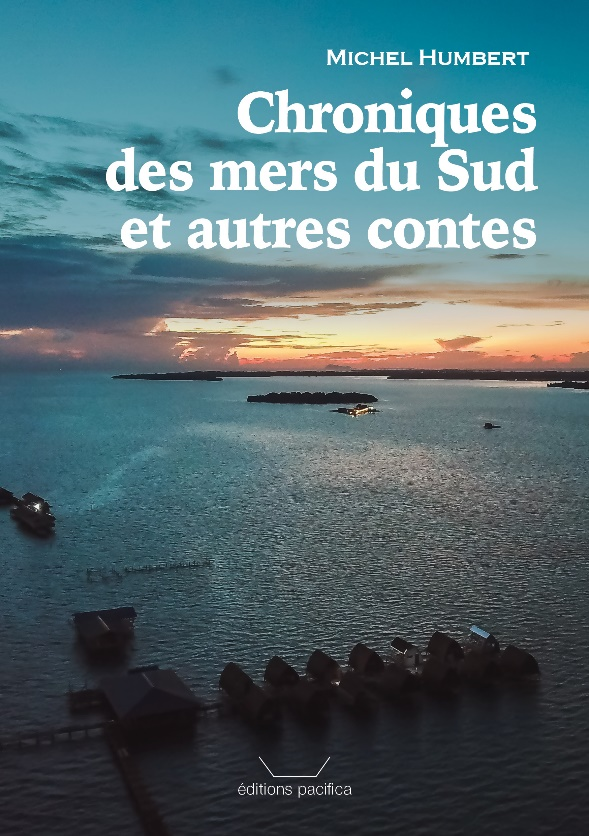 MICHEL HUMBERT
Chroniques
des mers du Sud
et autres contes
éditions pacifica